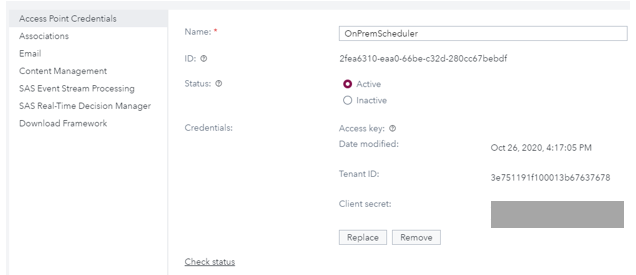 Access Point Credentials
Associations
Email
Content Management
SAS Event Stream Processing
SAS Real-Time Decision Manager
Download Framework
Name: *
OnPremScheduler
ID:
2fea6310-eaa0-66be-c32d-280cc67bebdf
Status:
Active
Inactive
Credentials:
Access key:
Date modified:
Oct 26, 2020, 4:17:05 PM
Tenant ID:
3e751191f100013b67637678
Client secret:
Replace
Remove
Check status